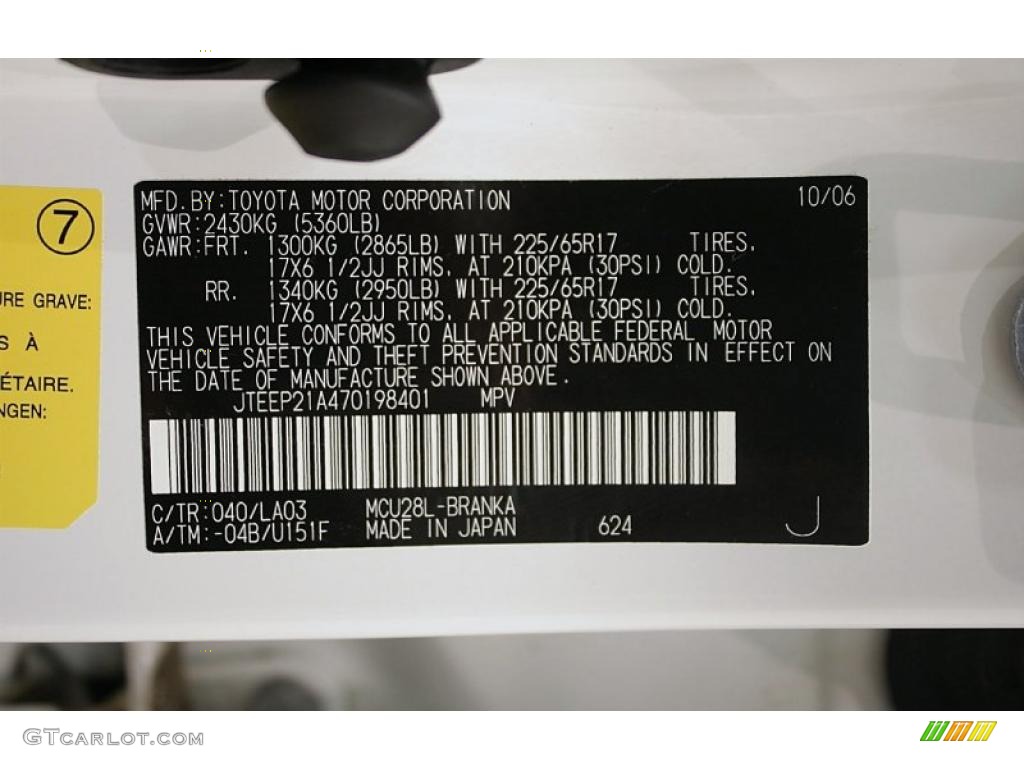 MFD. BY: TOYOTA MOTOR CORPORATION 10/06
GVWR: 2430KG (5360LB)
GAWR: FRT. 1300KG (2865LB) WITH 225/65R17 TIRES.
17X6 1/2JJ RIMS. AT 210KPA (30PSI) COLD.
RR. 1340KG (2950LB) WITH 225/65R17 TIRES.
17X6 1/2JJ RIMS. AT 210KPA (30PSI) COLD.
THIS VEHICLE CONFORMS TO ALL APPLICABLE FEDERAL MOTOR
VEHICLE SAFETY AND THEFT PREVENTION STANDARDS IN EFFECT ON
THE DATE OF MANUFACTURE SHOWN ABOVE.
JTEEP21A470198401 MPV
C/TR: 040/LA03 MCU28L-BRANKA
A/TM: -04B/U151F MADE IN JAPAN 624 J
7
URE GRAVE:
S À
ÉTAIRE.
NGEN:
GTCARLOT.COM